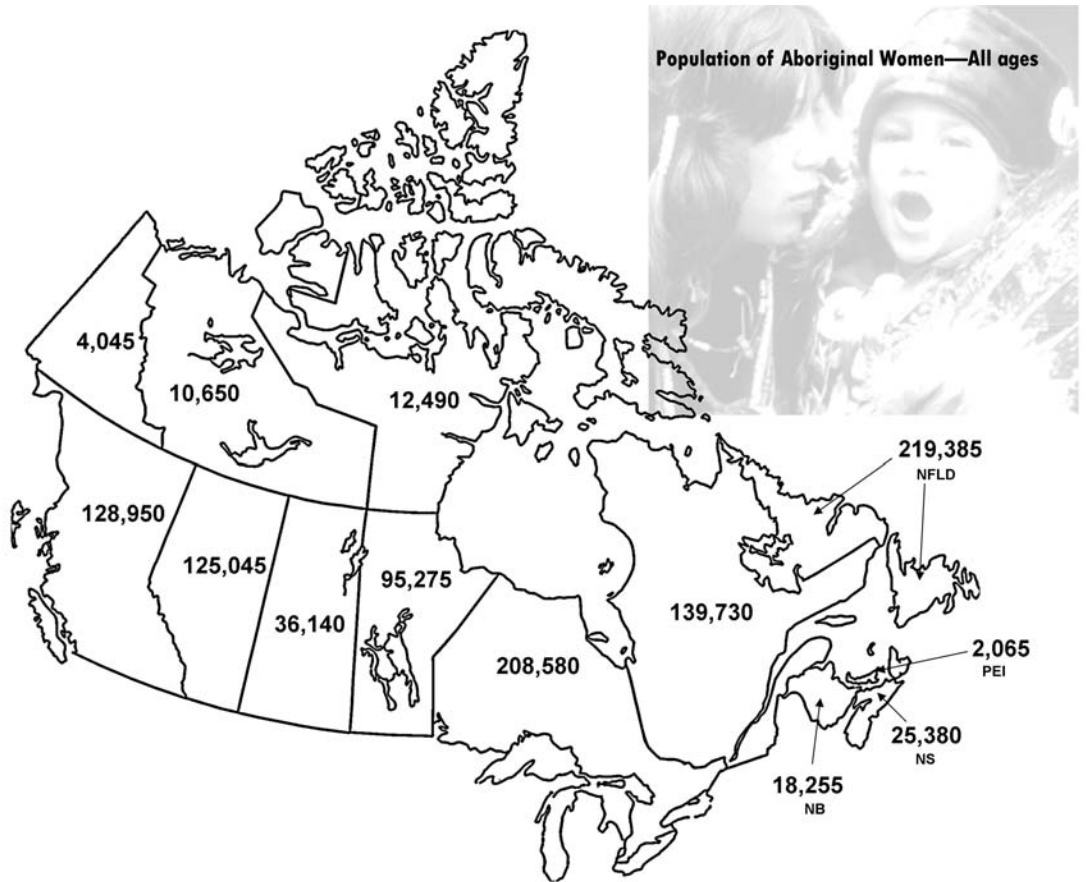 Population of Aboriginal Women—All ages
4,045
10,650
12,490
219,385
NFLD
128,950
125,045
95,275
36,140
139,730
208,580
2,065
PEI
25,380
NS
18,255
NB